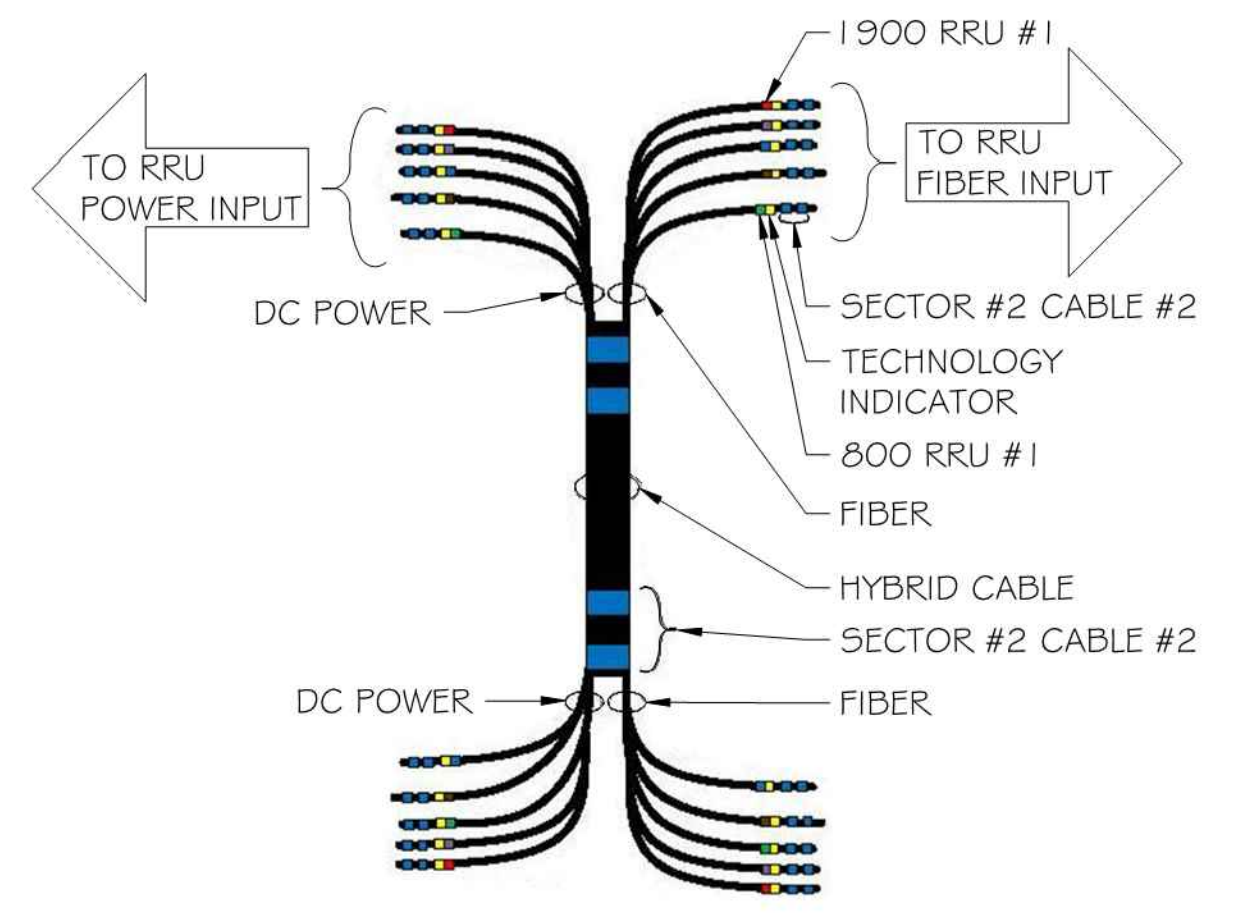 1900 RRU #1
TO RRU
POWER INPUT
TO RRU
FIBER INPUT
DC POWER
SECTOR #2 CABLE #2
TECHNOLOGY
INDICATOR
800 RRU #1
FIBER
HYBRID CABLE
SECTOR #2 CABLE #2
DC POWER
FIBER